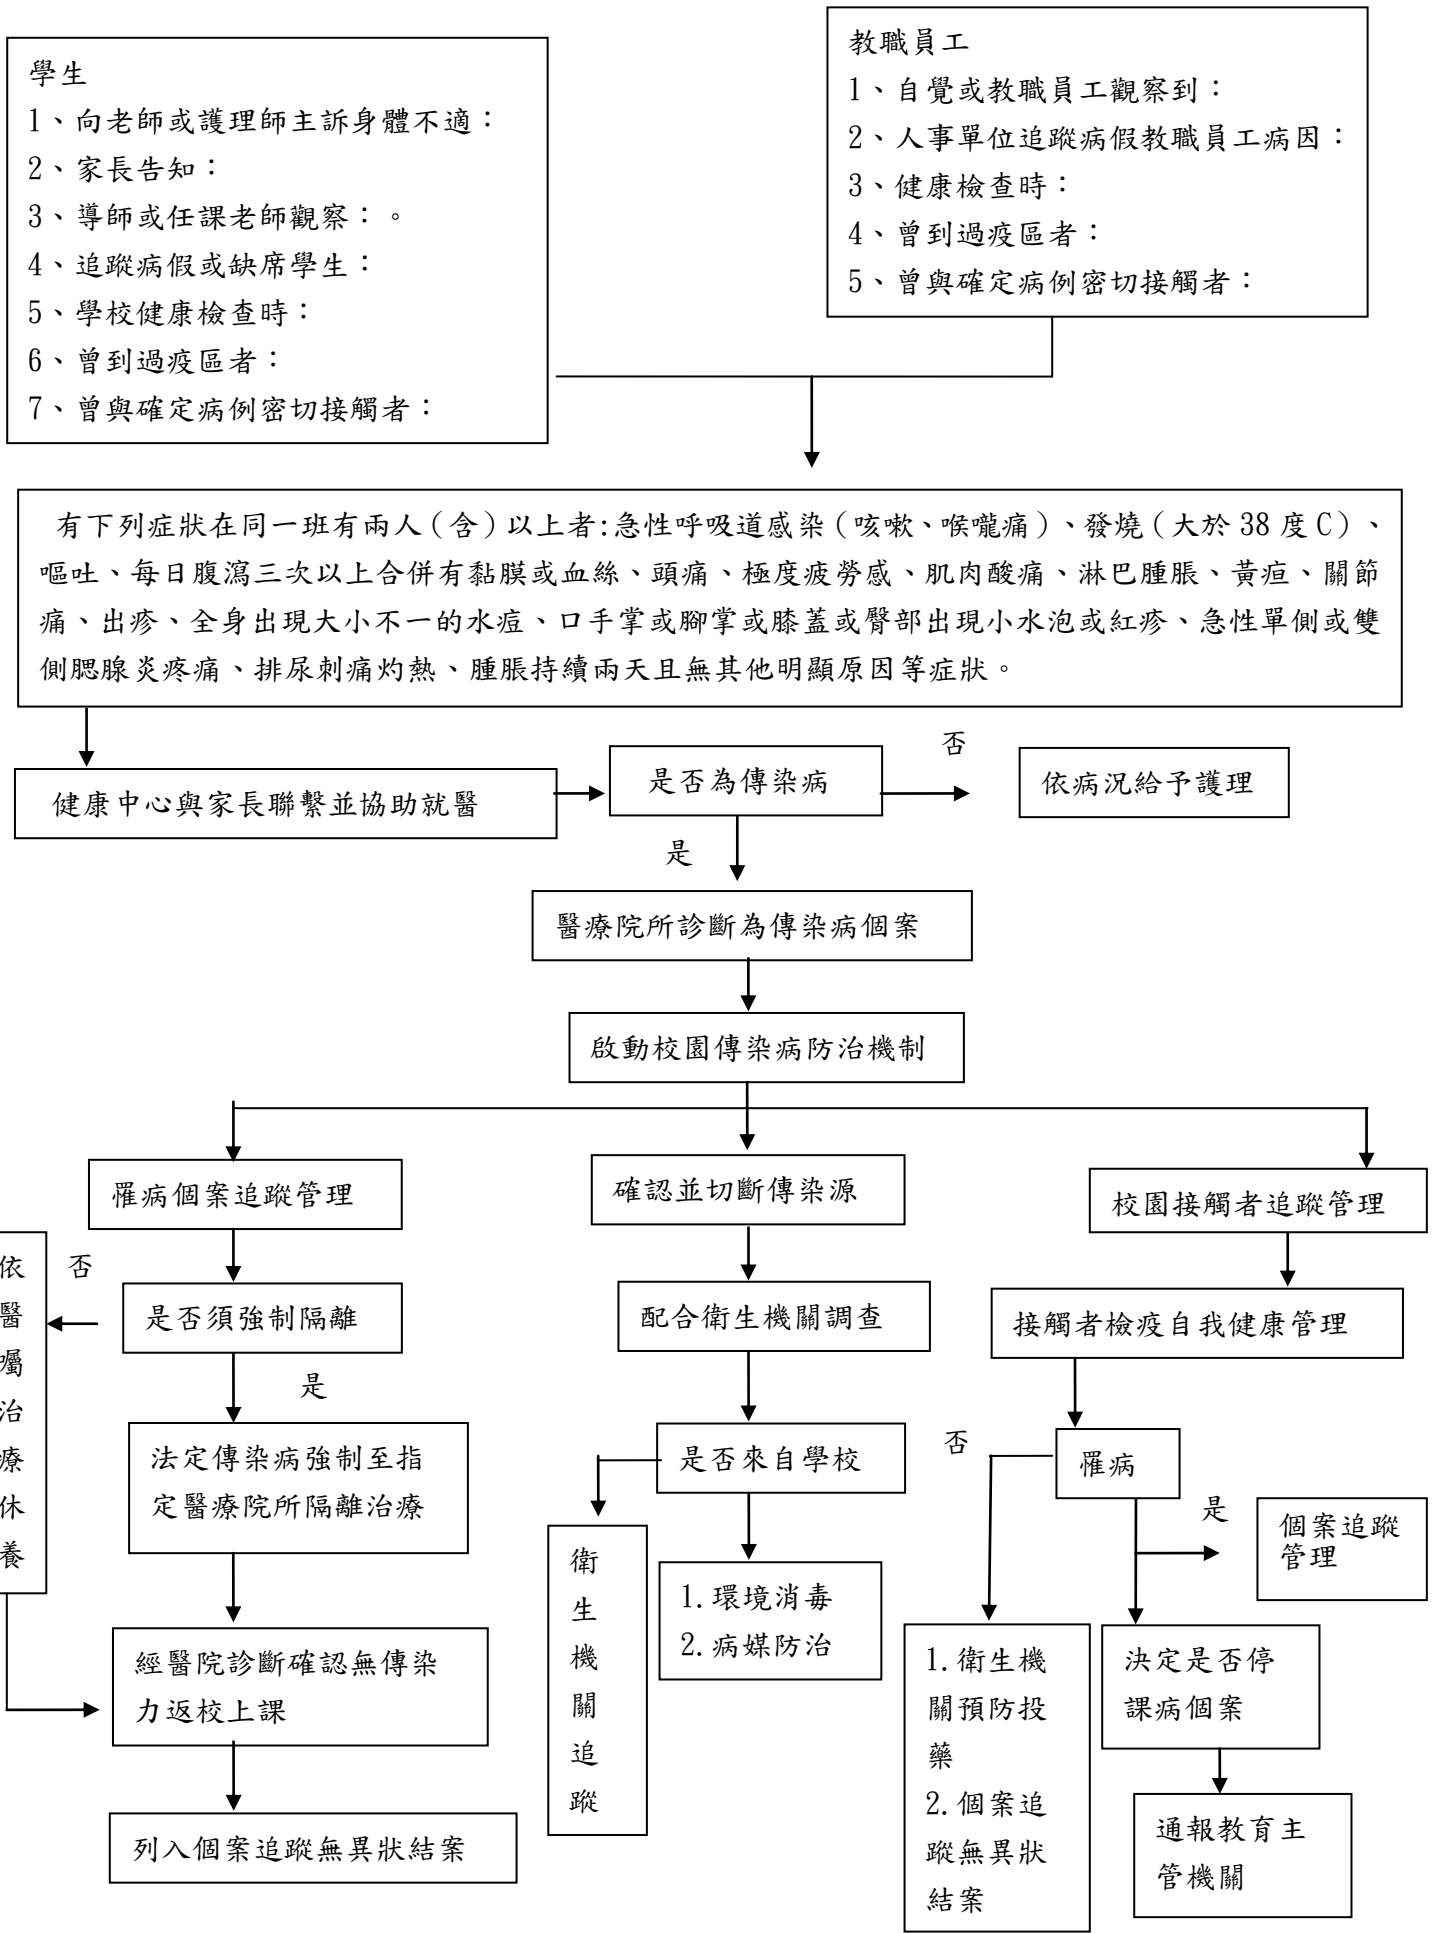 學生
1、向老師或護理師主訴身體不適：
2、家長告知：
3、導師或任課老師觀察：。
4、追蹤病假或缺席學生：
5、學校健康檢查時：
6、曾到過疫區者：
7、曾與確定病例密切接觸者：
教職員工
1、自覺或教職員工觀察到：
2、人事單位追蹤病假教職員工病因：
3、健康檢查時：
4、曾到過疫區者：
5、曾與確定病例密切接觸者：
有下列症狀在同一班有兩人（含）以上者:急性呼吸道感染（咳嗽、喉嚨痛）、發燒（大於 38 度 C）、
嘔吐、每日腹瀉三次以上合併有黏膜或血絲、頭痛、極度疲勞感、肌肉酸痛、淋巴腫脹、黃疸、關節
痛、出疹、全身出現大小不一的水痘、口手掌或腳掌或膝蓋或臀部出現小水泡或紅疹、急性單側或雙
側腮腺炎疼痛、排尿刺痛灼熱、腫脹持續兩天且無其他明顯原因等症狀。
健康中心與家長聯繫並協助就醫
是否為傳染病
否
依病況給予護理
是
醫療院所診斷為傳染病個案
啟動校園傳染病防治機制
罹病個案追蹤管理
確認並切斷傳染源
校園接觸者追蹤管理
依
醫
囑
治
療
休
養
否
是否須強制隔離
配合衛生機關調查
接觸者檢疫自我健康管理
是
法定傳染病強制至指
定醫療院所隔離治療
是否來自學校
否
罹病
是
個案追蹤
管理
衛
生
機
關
追
蹤
1.環境消毒
2.病媒防治
經醫院診斷確認無傳染
力返校上課
1.衛生機
關預防投
藥
2.個案追
蹤無異狀
結案
決定是否停
課病個案
列入個案追蹤無異狀結案
通報教育主
管機關